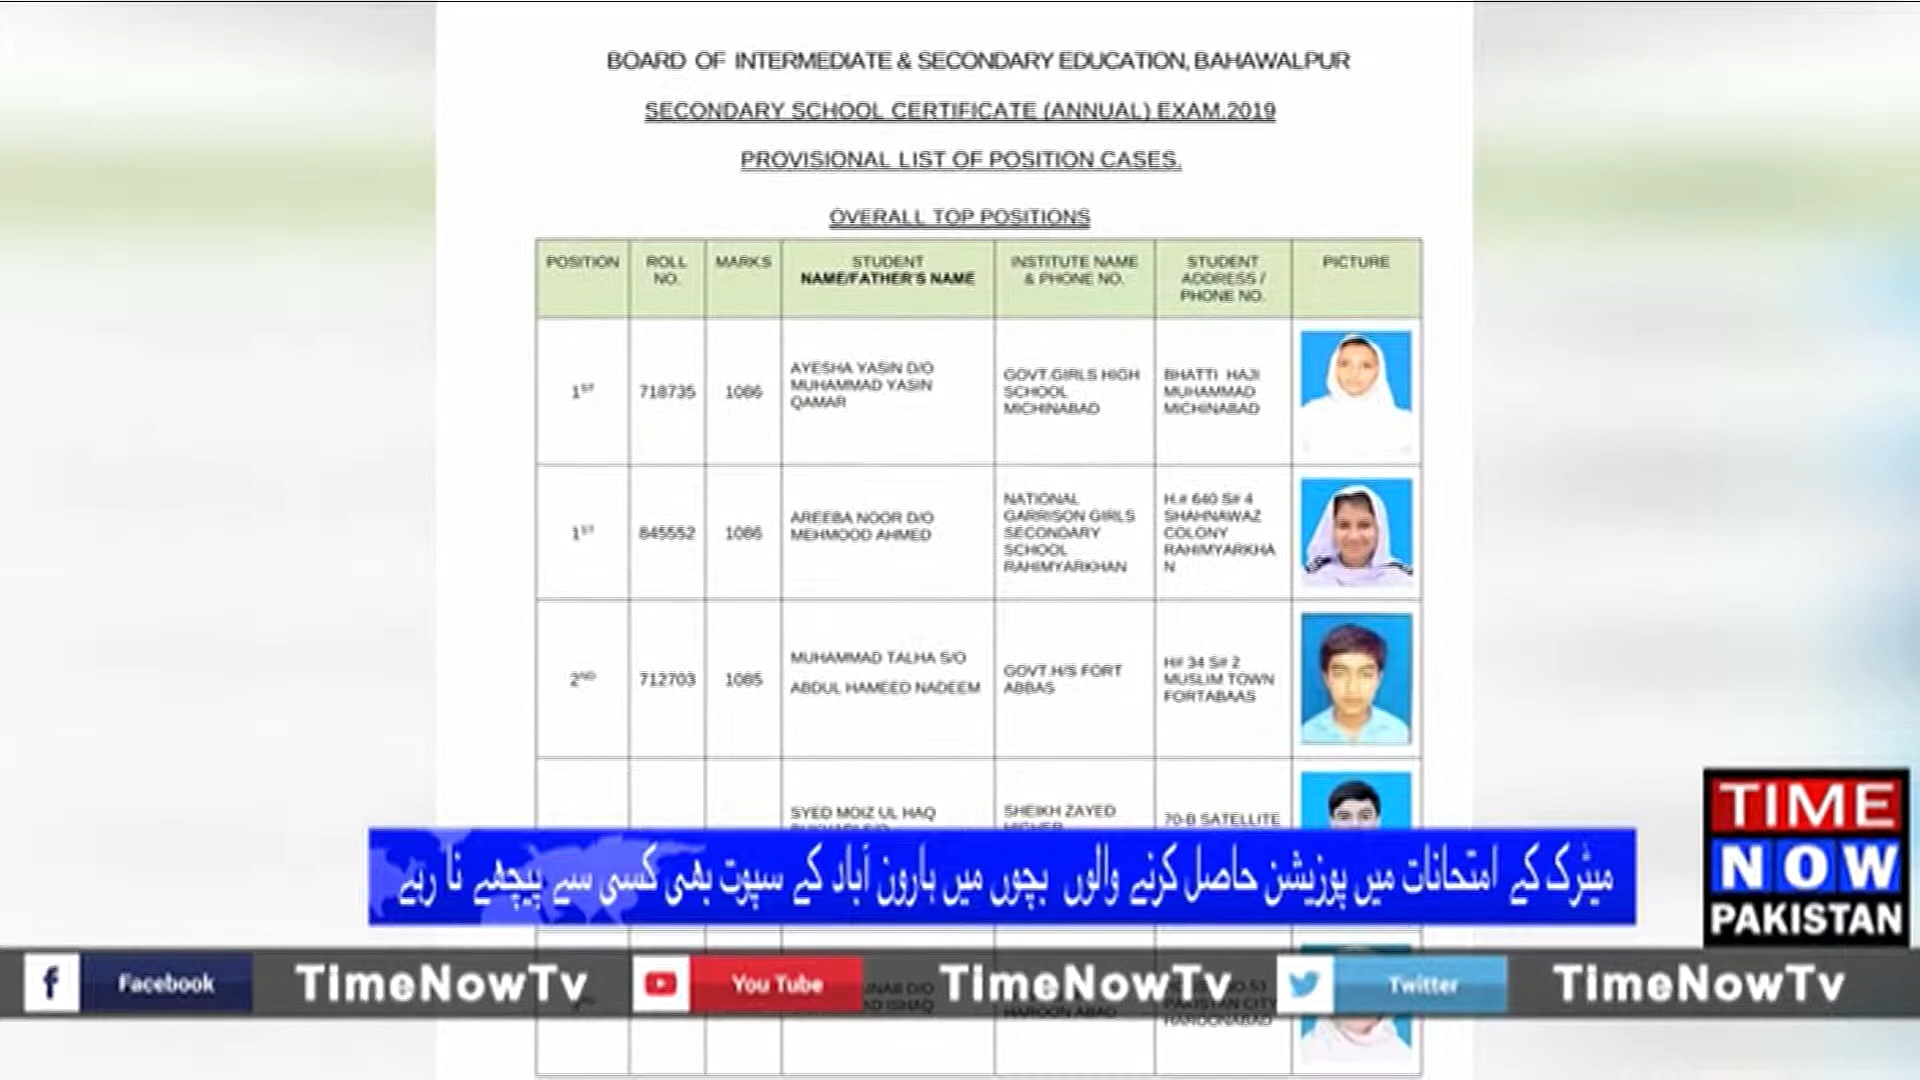 BOARD OF INTERMEDIATE & SECONDARY EDUCATION, BAHAWALPUR
SECONDARY SCHOOL CERTIFICATE (ANNUAL) EXAM.2019
PROVISIONAL LIST OF POSITION CASES.
OVERALL TOP POSITIONS
POSITION
ROLL
NO.
MARKS
STUDENT
NAME/FATHER'S NAME
INSTITUTE NAME
& PHONE NO.
STUDENT
ADDRESS /
PHONE NO.
PICTURE
1ST
718735
1086
AYESHA YASIN D/O
MUHAMMAD YASIN
QAMAR
GOVT.GIRLS HIGH
SCHOOL
MICHINABAD
BHATTI HAJI
MUHAMMAD
MICHINABAD
1ST
845552
1086
AREEBA NOOR D/O
MEHMOOD AHMED
NATIONAL
GARRISON GIRLS
SECONDARY
SCHOOL
RAHIMYARKHAN
H.# 640 S# 4
SHAHNAWAZ
COLONY
RAHIMYARKHA
N
2ND
712703
1085
MUHAMMAD TALHA S/O
ABDUL HAMEED NADEEM
GOVT.H/S FORT
ABBAS
H# 34 S# 2
MUSLIM TOWN
FORTABAAS
SYED MOIZ UL HAQ
SHEIKH ZAYED
70-B SATELLITE
میٹرک کے امتحانات میں پوزیشن حاصل کرنے والوں بچوں میں ہارون آباد کے سپوت بھی کسی سے پیچھے نا رہے
TIME
NOW
PAKISTAN
Facebook
TimeNowTv
You Tube
TimeNowTv
Twitter
TimeNowTv
HAROON ABAD
PAKISTAN CITY
HAROONABAD